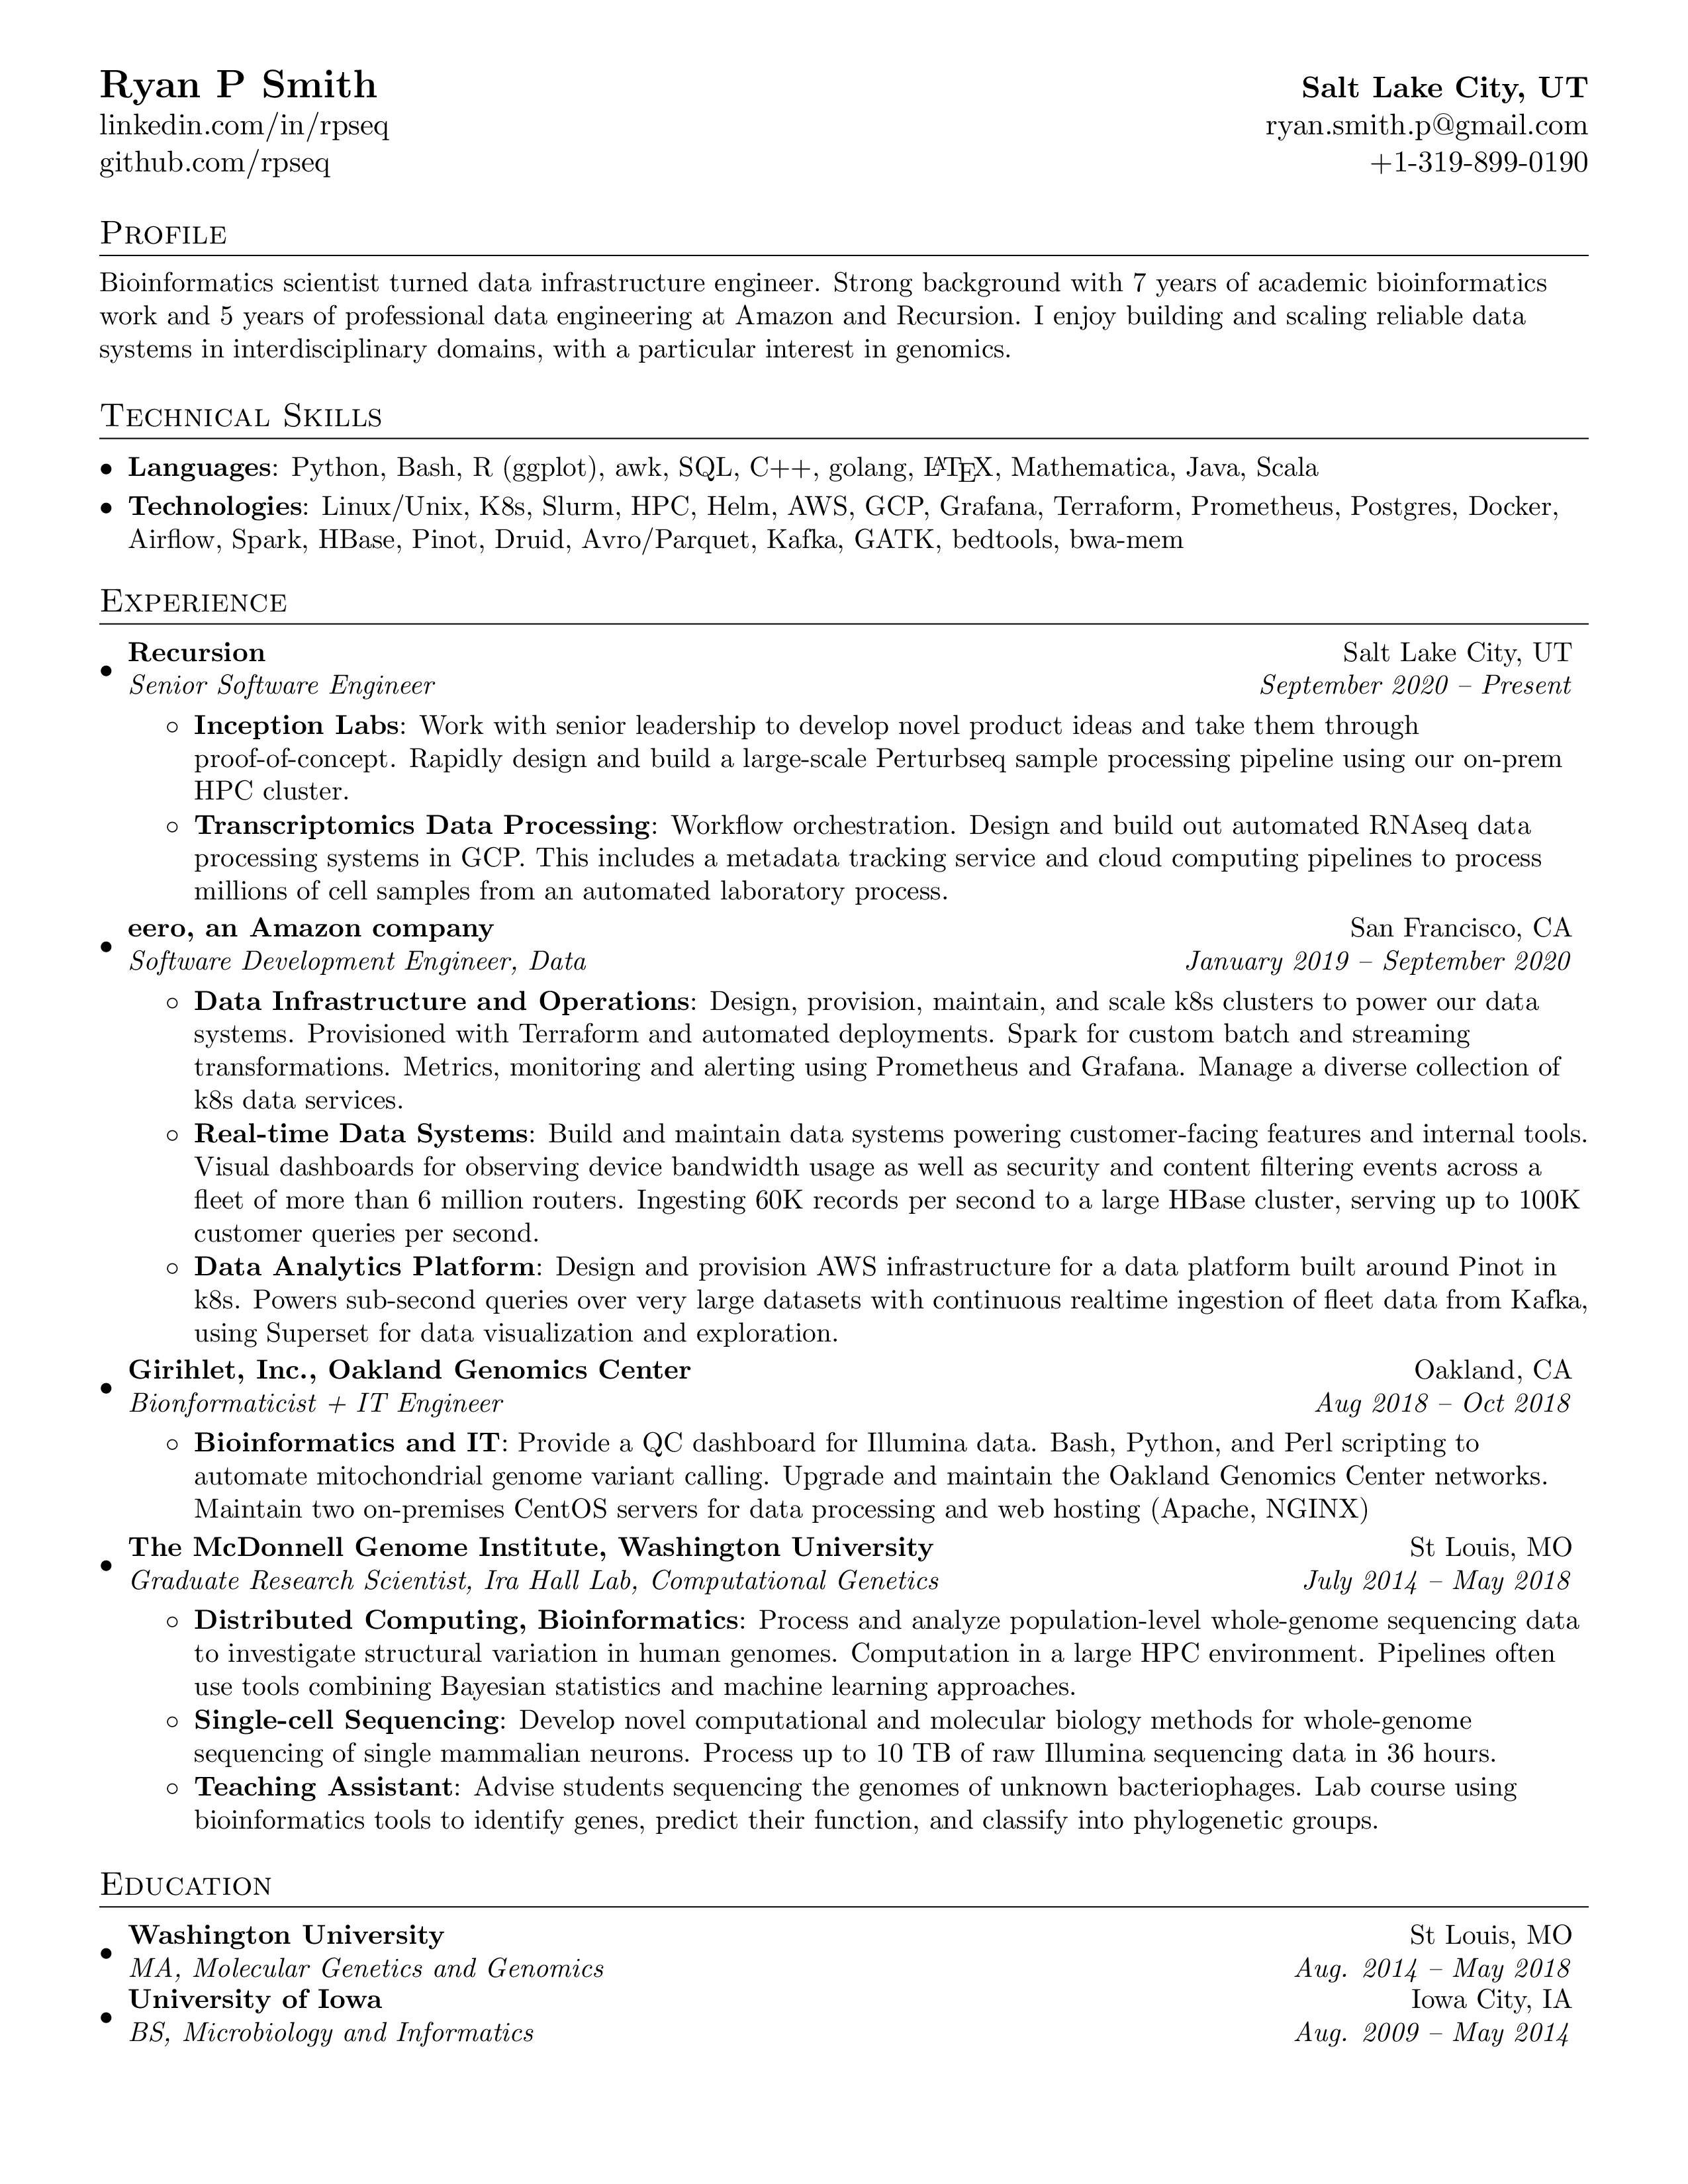 Ryan P Smith
Salt Lake City, UT
linkedin.com/in/rpseq
ryan.smith.p@gmail.com
github.com/rpseq
+1-319-899-0190
Profile
Bioinformatics scientist turned data infrastructure engineer. Strong background with 7 years of academic bioinformatics
work and 5 years of professional data engineering at Amazon and Recursion. I enjoy building and scaling reliable data
systems in interdisciplinary domains, with a particular interest in genomics.
Technical Skills
• Languages: Python, Bash, R (ggplot), awk, SQL, C++, golang, LATEX, Mathematica, Java, Scala
• Technologies: Linux/Unix, K8s, Slurm, HPC, Helm, AWS, GCP, Grafana, Terraform, Prometheus, Postgres, Docker,
Airflow, Spark, HBase, Pinot, Druid, Avro/Parquet, Kafka, GATK, bedtools, bwa-mem
Experience
• Recursion
Salt Lake City, UT
Senior Software Engineer
September 2020 – Present
◦ Inception Labs: Work with senior leadership to develop novel product ideas and take them through
proof-of-concept. Rapidly design and build a large-scale Perturbseq sample processing pipeline using our on-prem
HPC cluster.
◦ Transcriptomics Data Processing: Workflow orchestration. Design and build out automated RNAseq data
processing systems in GCP. This includes a metadata tracking service and cloud computing pipelines to process
millions of cell samples from an automated laboratory process.
• eero, an Amazon company
San Francisco, CA
Software Development Engineer, Data
January 2019 – September 2020
◦ Data Infrastructure and Operations: Design, provision, maintain, and scale k8s clusters to power our data
systems. Provisioned with Terraform and automated deployments. Spark for custom batch and streaming
transformations. Metrics, monitoring and alerting using Prometheus and Grafana. Manage a diverse collection of
k8s data services.
◦ Real-time Data Systems: Build and maintain data systems powering customer-facing features and internal tools.
Visual dashboards for observing device bandwidth usage as well as security and content filtering events across a
fleet of more than 6 million routers. Ingesting 60K records per second to a large HBase cluster, serving up to 100K
customer queries per second.
◦ Data Analytics Platform: Design and provision AWS infrastructure for a data platform built around Pinot in
k8s. Powers sub-second queries over very large datasets with continuous realtime ingestion of fleet data from Kafka,
using Superset for data visualization and exploration.
• Girihlet, Inc., Oakland Genomics Center
Oakland, CA
Bionformaticist + IT Engineer
Aug 2018 – Oct 2018
◦ Bioinformatics and IT: Provide a QC dashboard for Illumina data. Bash, Python, and Perl scripting to
automate mitochondrial genome variant calling. Upgrade and maintain the Oakland Genomics Center networks.
Maintain two on-premises CentOS servers for data processing and web hosting (Apache, NGINX)
• The McDonnell Genome Institute, Washington University
St Louis, MO
Graduate Research Scientist, Ira Hall Lab, Computational Genetics
July 2014 – May 2018
◦ Distributed Computing, Bioinformatics: Process and analyze population-level whole-genome sequencing data
to investigate structural variation in human genomes. Computation in a large HPC environment. Pipelines often
use tools combining Bayesian statistics and machine learning approaches.
◦ Single-cell Sequencing: Develop novel computational and molecular biology methods for whole-genome
sequencing of single mammalian neurons. Process up to 10 TB of raw Illumina sequencing data in 36 hours.
◦ Teaching Assistant: Advise students sequencing the genomes of unknown bacteriophages. Lab course using
bioinformatics tools to identify genes, predict their function, and classify into phylogenetic groups.
Education
• Washington University
St Louis, MO
MA, Molecular Genetics and Genomics
Aug. 2014 – May 2018
• University of Iowa
Iowa City, IA
BS, Microbiology and Informatics
Aug. 2009 – May 2014